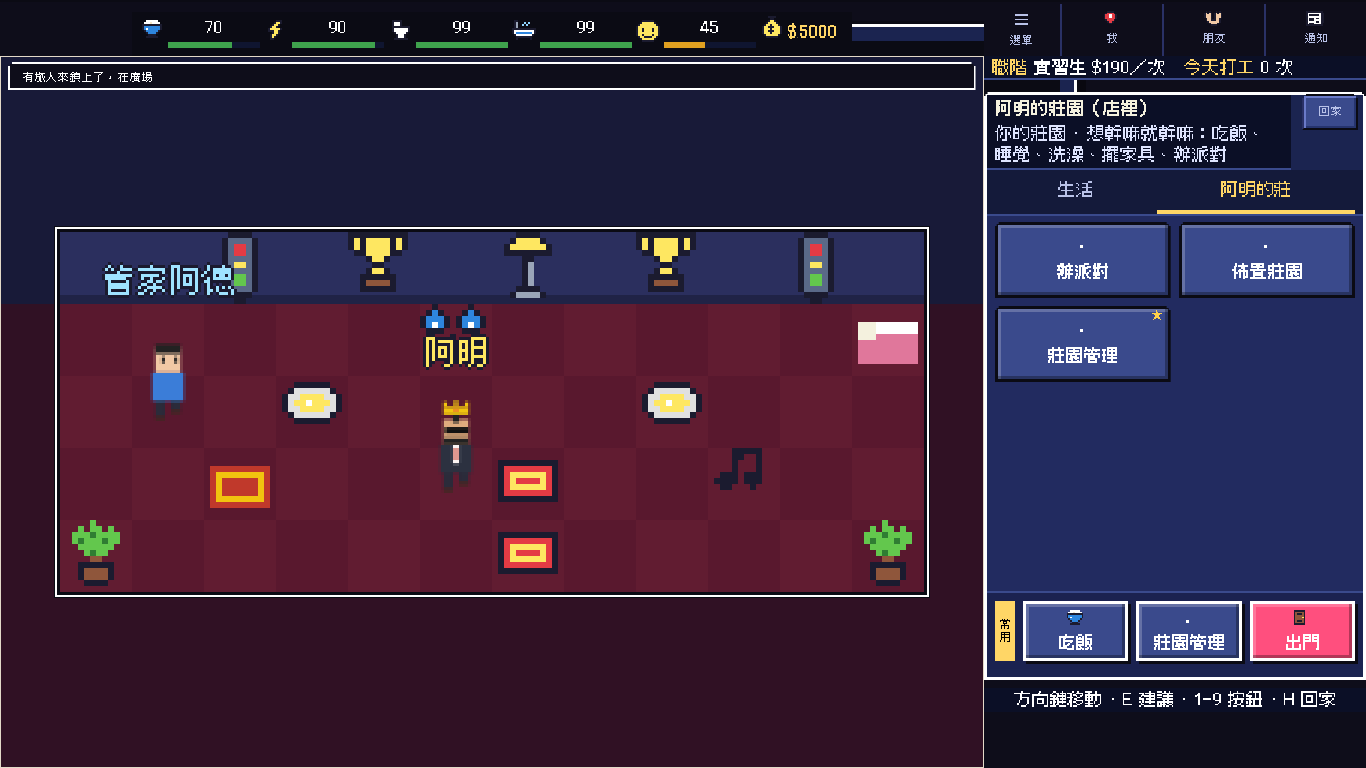 70 90 99 99 45 $5000
選單 我 朋友 通知
有旅人來鎮上了，在廣場
職階 實習生 $190／次 今天打工 0 次
阿明的莊園（店裡）
回家
你的莊園．想幹嘛就幹嘛：吃飯、
睡覺、洗澡、擺家具、辦派對
生活 阿明的莊
辦派對 佈置莊園
莊園管理
管家阿德
阿明
常用
吃飯 莊園管理 出門
方向鍵移動．E 建議．1-9 按鈕．H 回家